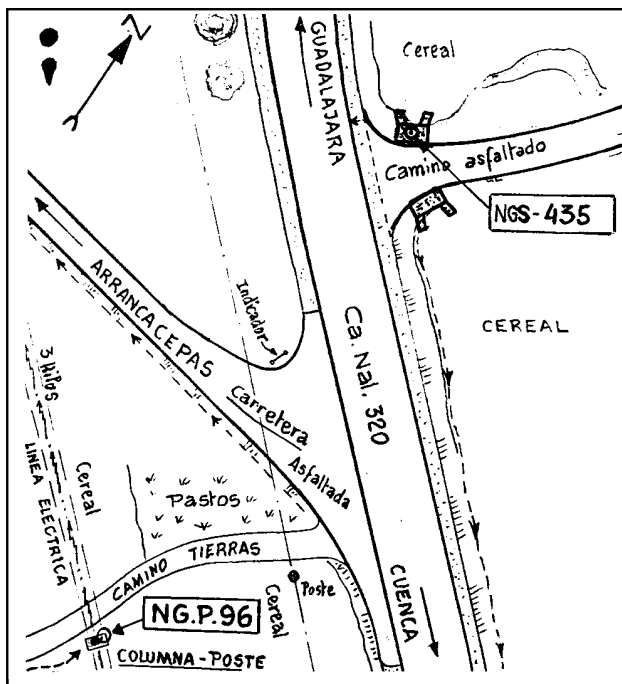 N
GUADALAJARA
Cereal
Camino asfaltado
NGS-435
ARRANCACEPAS
Indicador
Ca. Nal. 320
CEREAL
3 Hilos
LINEA ELECTRICA
Cereal
Carretera
Asfaltada
Pastos
CAMINO TIERRAS
Poste
Cereal
CUENCA
NG.P.96
COLUMNA-POSTE